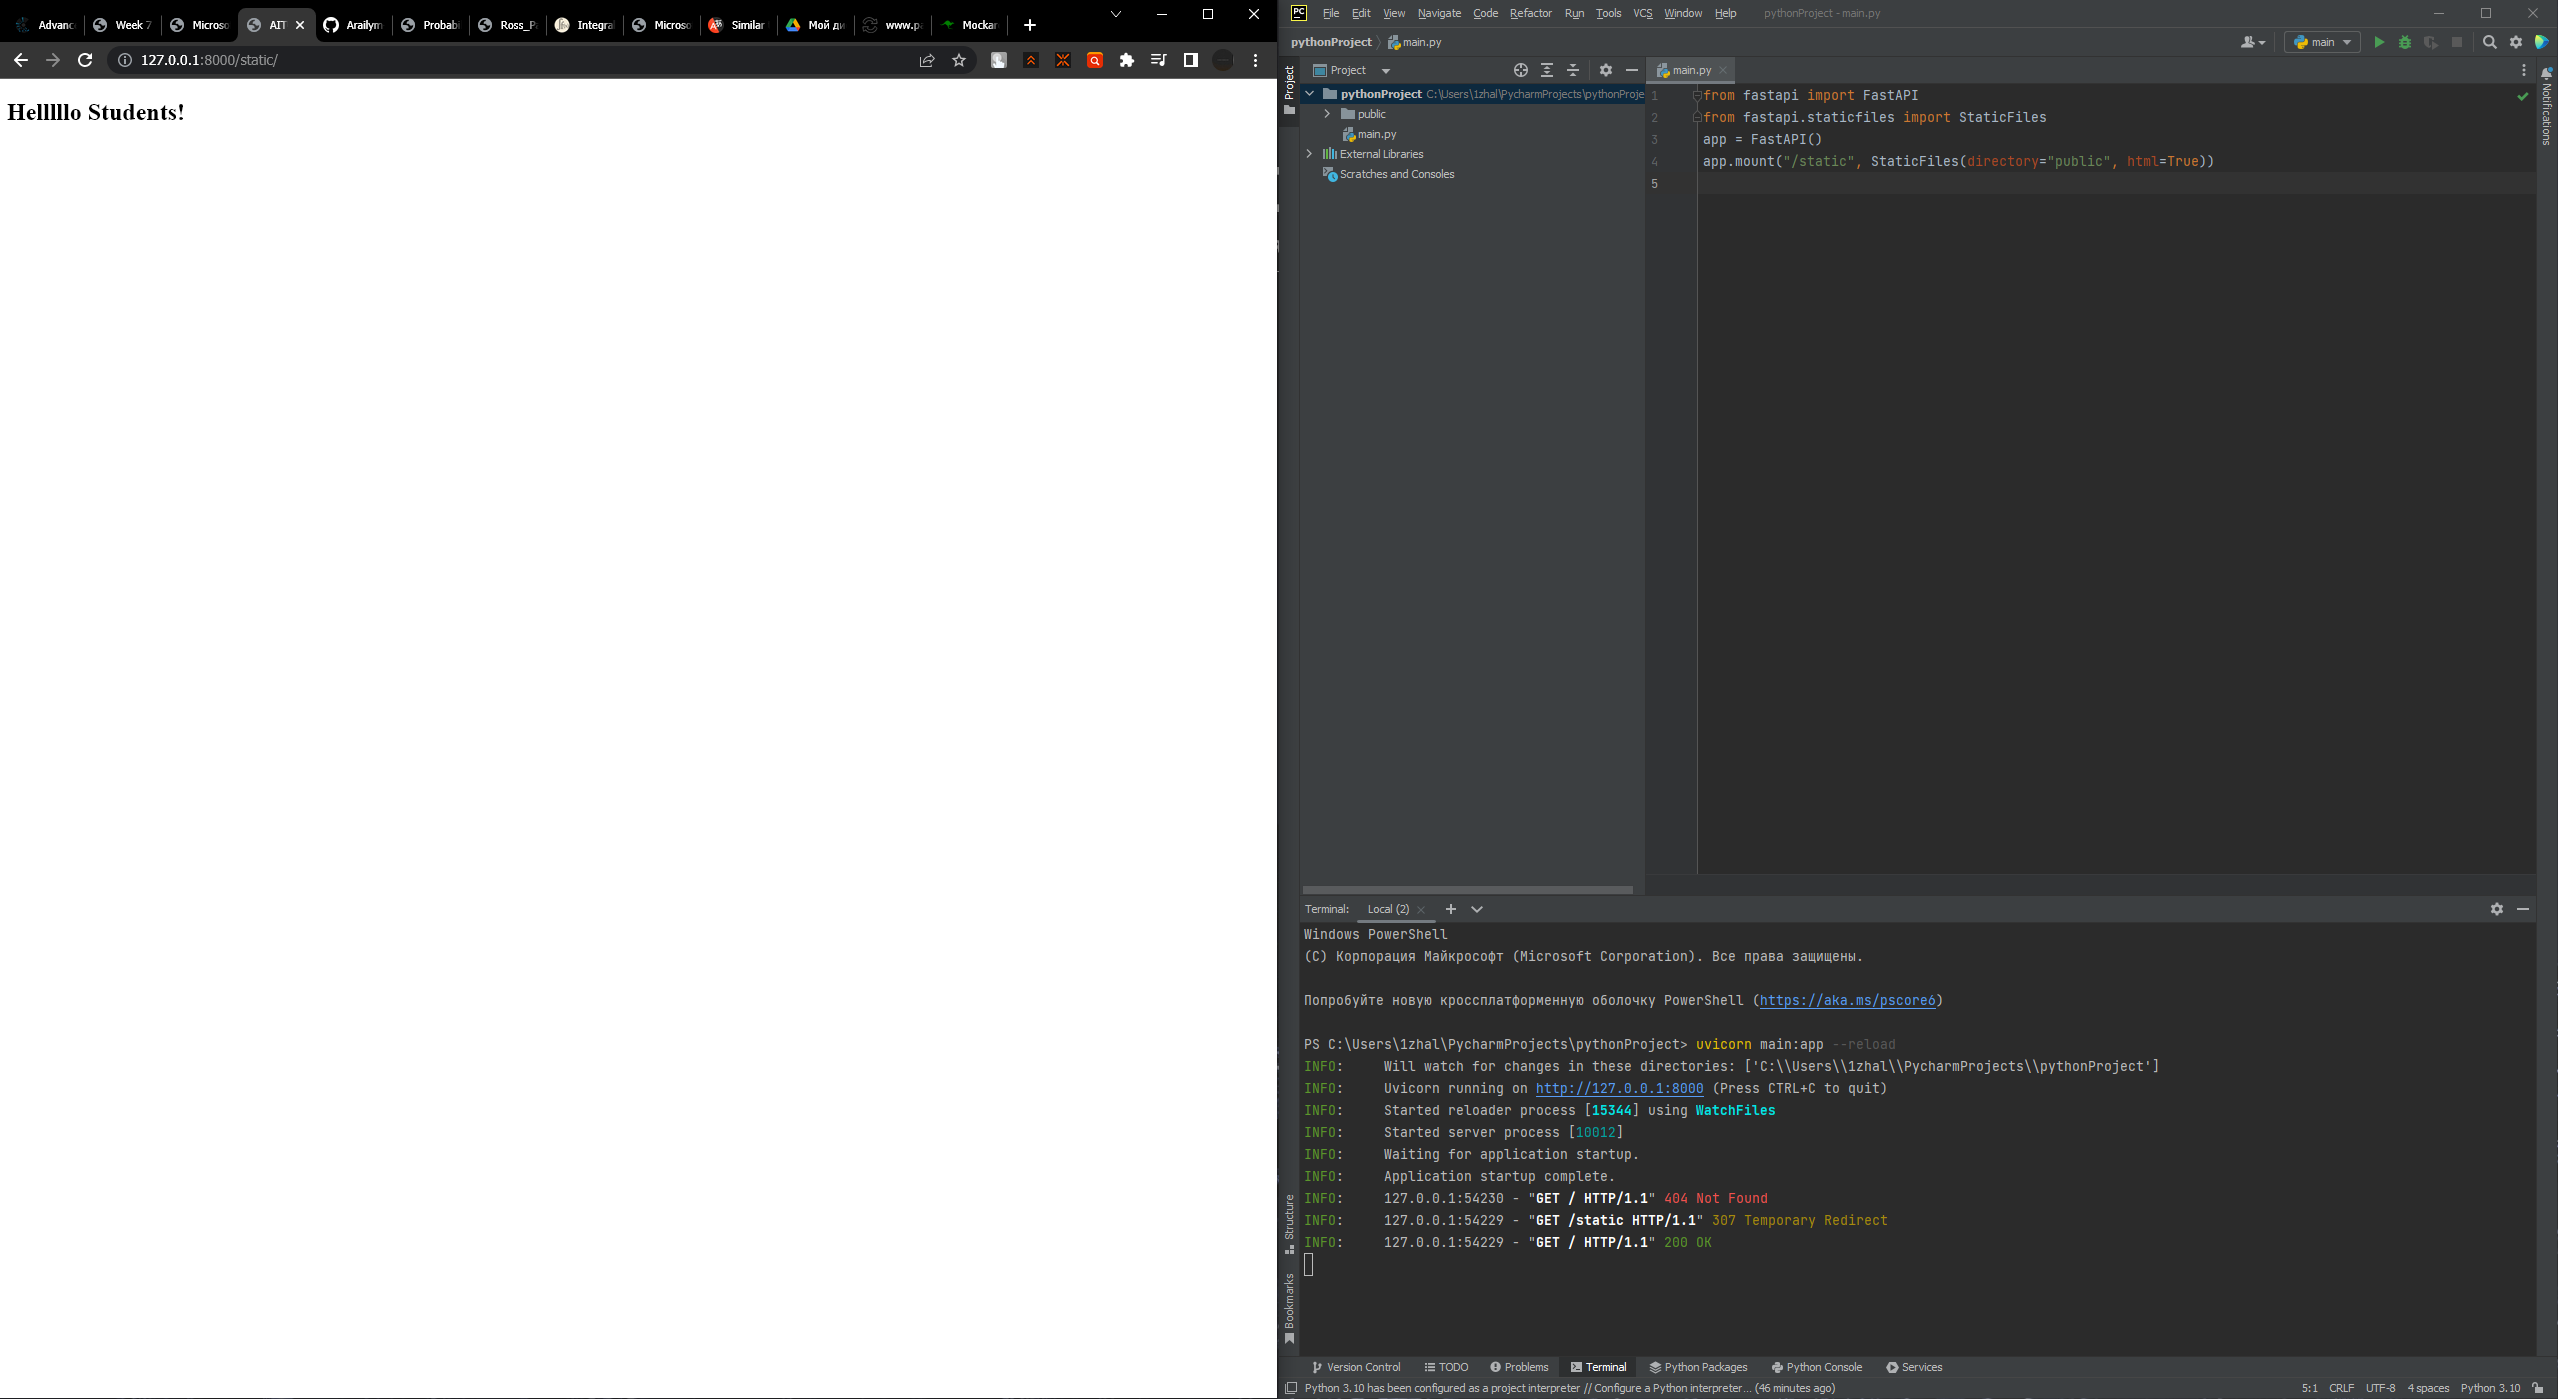 Advanc
Week 7
Microso
AIT
Arailym
Probabi
Ross_P
Integra
Microso
Similar
Мой ди
www.pa
Mockar
127.0.0.1:8000/static/
Helllllo Students!
File Edit View Navigate Code Refactor Run Tools VCS Window Help pythonProject - main.py
pythonProject main.py
main
Project
Project
main.py
Notifications
pythonProject C:\Users\1zhal\PycharmProjects\pythonProje
public
main.py
External Libraries
Scratches and Consoles
1 from fastapi import FastAPI
2 from fastapi.staticfiles import StaticFiles
3 app = FastAPI()
4 app.mount("/static", StaticFiles(directory="public", html=True))
5
Terminal: Local (2)
Windows PowerShell
(C) Корпорация Майкрософт (Microsoft Corporation). Все права защищены.
Попробуйте новую кроссплатформенную оболочку PowerShell (https://aka.ms/pscore6)
PS C:\Users\1zhal\PycharmProjects\pythonProject> uvicorn main:app --reload
INFO: Will watch for changes in these directories: ['C:\\Users\\1zhal\\PycharmProjects\\pythonProject']
INFO: Uvicorn running on http://127.0.0.1:8000 (Press CTRL+C to quit)
INFO: Started reloader process [15344] using WatchFiles
INFO: Started server process [10012]
INFO: Waiting for application startup.
INFO: Application startup complete.
INFO: 127.0.0.1:54230 - "GET / HTTP/1.1" 404 Not Found
INFO: 127.0.0.1:54229 - "GET /static HTTP/1.1" 307 Temporary Redirect
INFO: 127.0.0.1:54229 - "GET / HTTP/1.1" 200 OK
Structure
Bookmarks
Version Control TODO Problems Terminal Python Packages Python Console Services
Python 3.10 has been configured as a project interpreter // Configure a Python interpreter... (46 minutes ago)
5:1 CRLF UTF-8 4 spaces Python 3.10